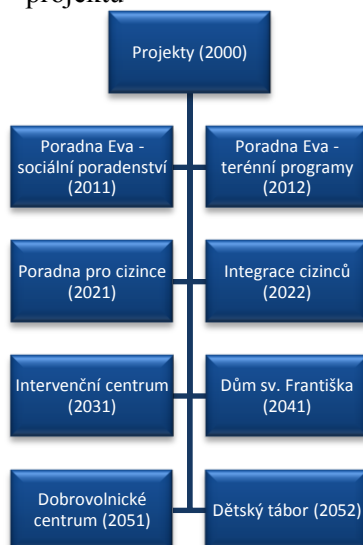 projektů
Projekty (2000)
Poradna Eva -
sociální poradenství
(2011)
Poradna Eva -
terénní programy
(2012)
Poradna pro cizince
(2021)
Integrace cizinců
(2022)
Intervenční centrum
(2031)
Dům sv. Františka
(2041)
Dobrovolnické
centrum (2051)
Dětský tábor (2052)